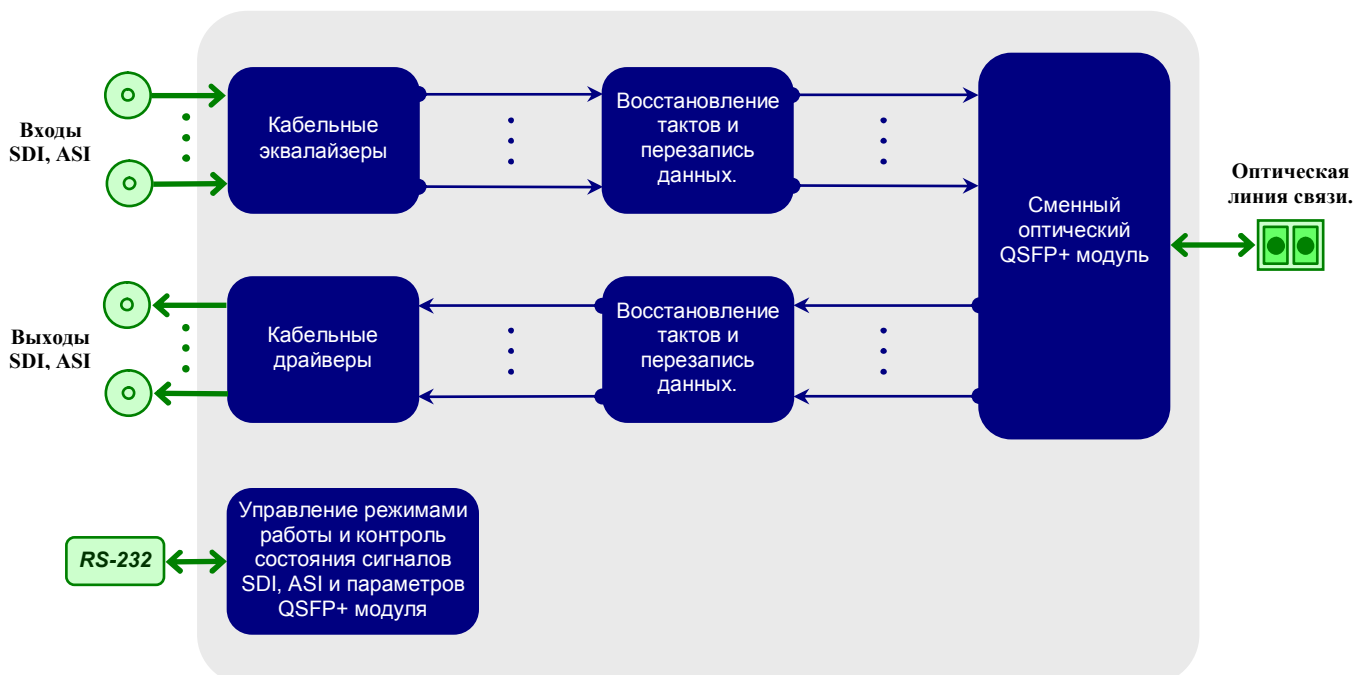 Входы
SDI, ASI
Кабельные
эквалайзеры
Восстановление
тактов и
перезапись
данных.
Сменный
оптический
QSFP+ модуль
Оптическая
линия связи.
Выходы
SDI, ASI
Кабельные
драйверы
Восстановление
тактов и
перезапись
данных.
RS-232
Управление режимами
работы и контроль
состояния сигналов
SDI, ASI и параметров
QSFP+ модуля